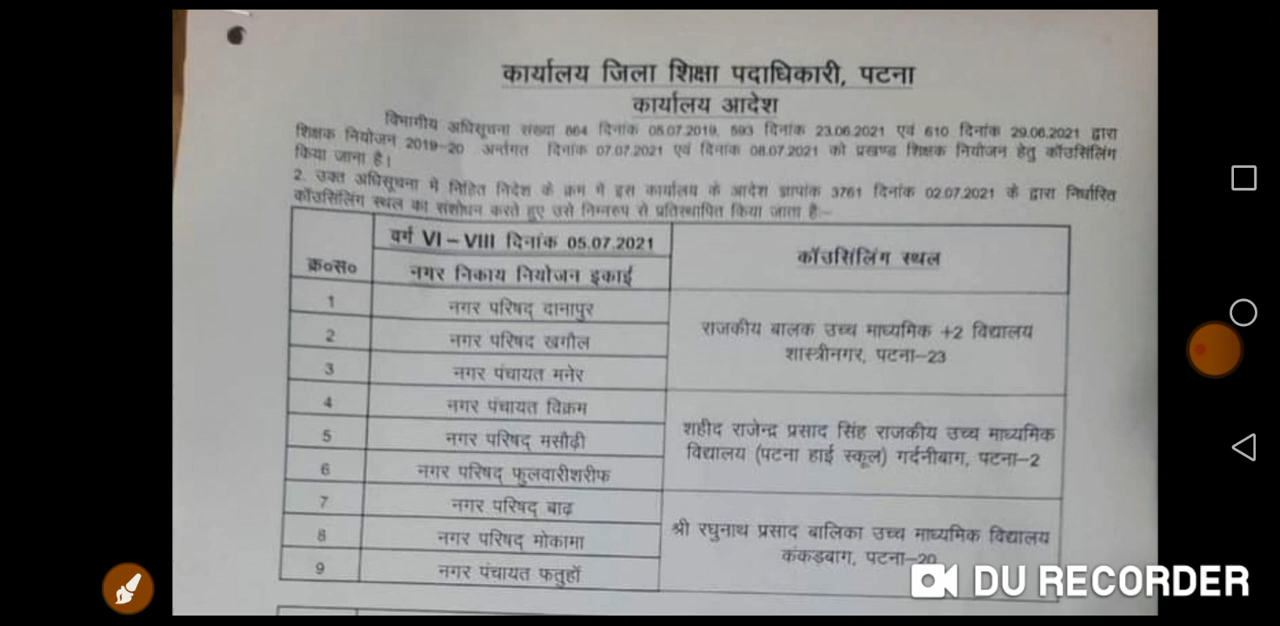 कार्यालय जिला शिक्षा पदाधिकारी, पटना
कार्यालय आदेश
विभागीय अधिसूचना संख्या 864 दिनांक 05.07.2019, 593 दिनांक 23.06.2021 एवं 610 दिनांक 29.06.2021 द्वारा
शिक्षक नियोजन 2019-20 अर्न्तगत दिनांक 07.07.2021 एवं दिनांक 08.07.2021 को प्रखण्ड शिक्षक नियोजन हेतु कॉउसिंलिंग
किया जाना है।
2. उक्त अधिसूचना में निहित निदेश के क्रम में इस कार्यालय के आदेश ज्ञापांक 3761 दिनांक 02.07.2021 के द्वारा निर्धारित
कॉउसिंलिंग स्थल का संशोधन करते हुए उसे निम्नरूप से प्रतिस्थापित किया जाता है:-
क्र०स० वर्ग VI – VIII दिनांक 05.07.2021 कॉउसिंलिंग स्थल
नगर निकाय नियोजन इकाई
1 नगर परिषद् दानापुर
2 नगर परिषद खगौल
3 नगर पंचायत मनेर
राजकीय बालक उच्च माध्यमिक +2 विद्यालय
शास्त्रीनगर, पटना-23
4 नगर पंचायत विक्रम
5 नगर परिषद् मसौढ़ी
6 नगर परिषद् फुलवारीशरीफ
शहीद राजेन्द्र प्रसाद सिंह राजकीय उच्च माध्यमिक
विद्यालय (पटना हाई स्कूल) गर्दनीबाग, पटना-2
7 नगर परिषद् बाढ़
8 नगर परिषद् मोकामा
9 नगर पंचायत फतुहाँ
श्री रघुनाथ प्रसाद बालिका उच्च माध्यमिक विद्यालय
कंकड़बाग, पटना-20
DU RECORDER